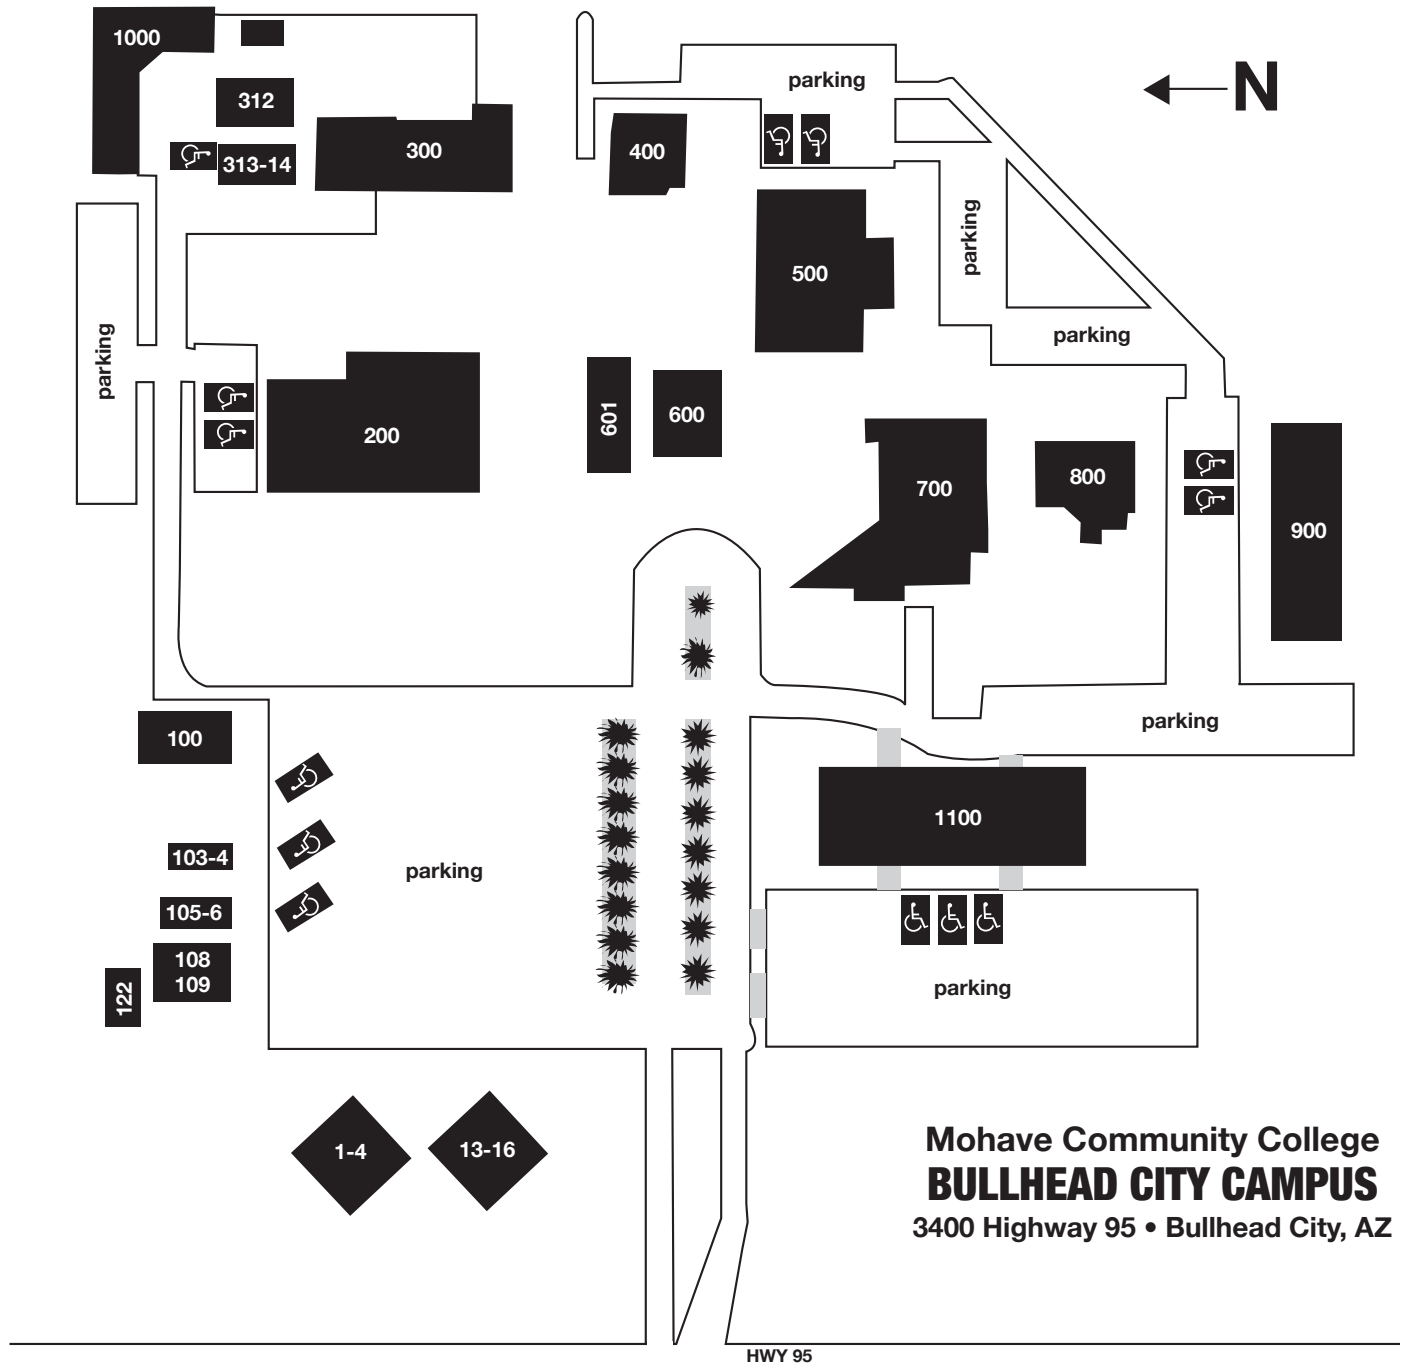 1000
312
313-14
300
400
parking
N
500
parking
parking
parking
200
601
600
700
800
900
100
parking
1100
103-4
parking
105-6
108
109
122
parking
1-4
13-16
Mohave Community College
BULLHEAD CITY CAMPUS
3400 Highway 95 • Bullhead City, AZ
HWY 95